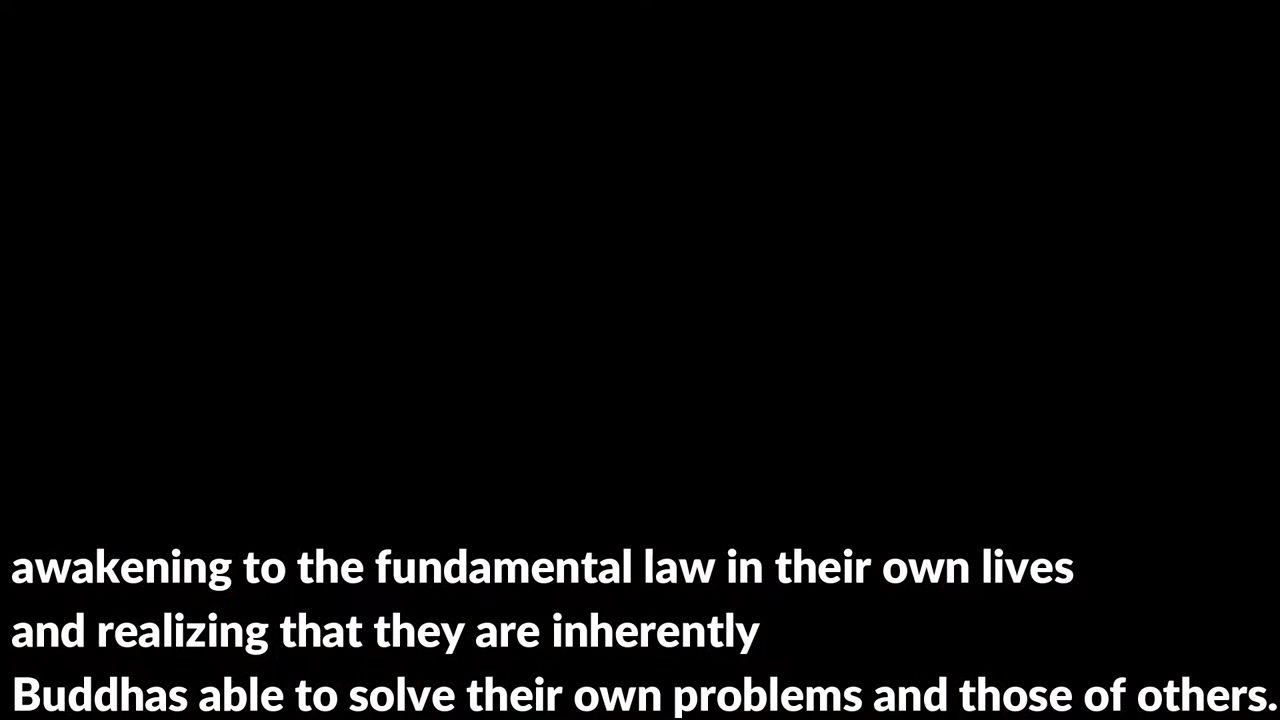 awakening to the fundamental law in their own lives
and realizing that they are inherently
Buddhas able to solve their own problems and those of others.